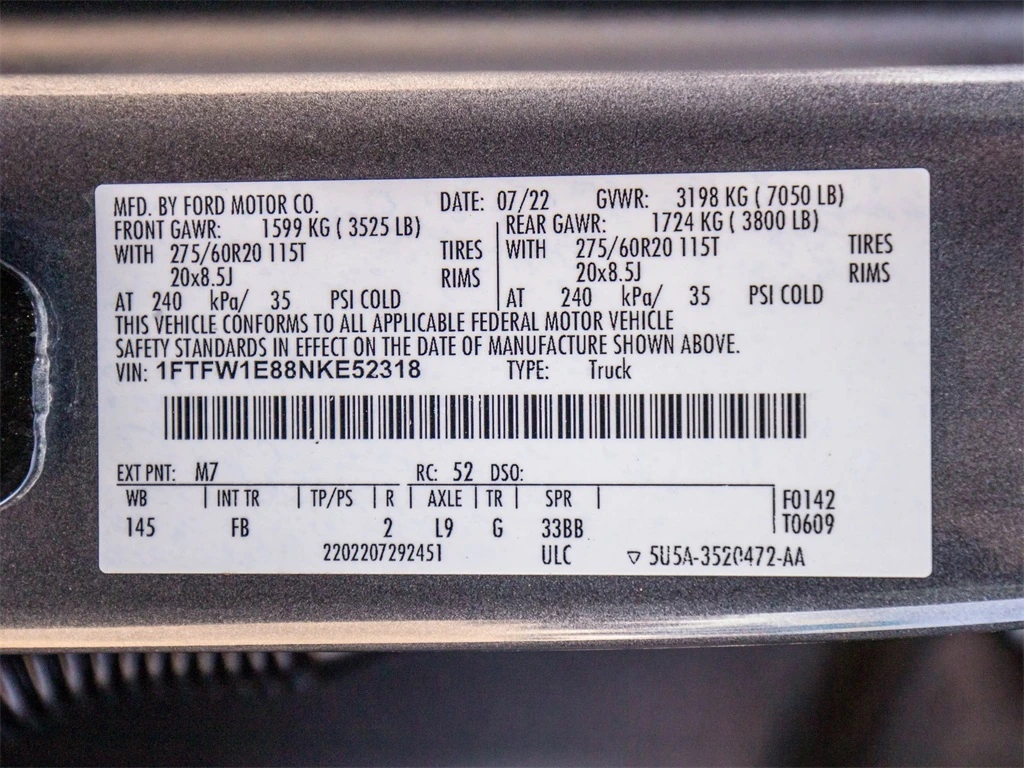 MFD. BY FORD MOTOR CO. DATE: 07/22 GVWR: 3198 KG ( 7050 LB)
FRONT GAWR: 1599 KG ( 3525 LB) REAR GAWR: 1724 KG ( 3800 LB)
WITH 275/60R20 115T TIRES WITH 275/60R20 115T TIRES
20x8.5J RIMS 20x8.5J RIMS
AT 240 kPa/ 35 PSI COLD AT 240 kPa/ 35 PSI COLD
THIS VEHICLE CONFORMS TO ALL APPLICABLE FEDERAL MOTOR VEHICLE
SAFETY STANDARDS IN EFFECT ON THE DATE OF MANUFACTURE SHOWN ABOVE.
VIN: 1FTFW1E88NKE52318 TYPE: Truck
EXT PNT: M7 RC: 52 DSO:
WB INT TR TP/PS R AXLE TR SPR F0142
145 FB 2 L9 G 33BB T0609
2202207292451 ULC ▽ 5U5A-3520472-AA